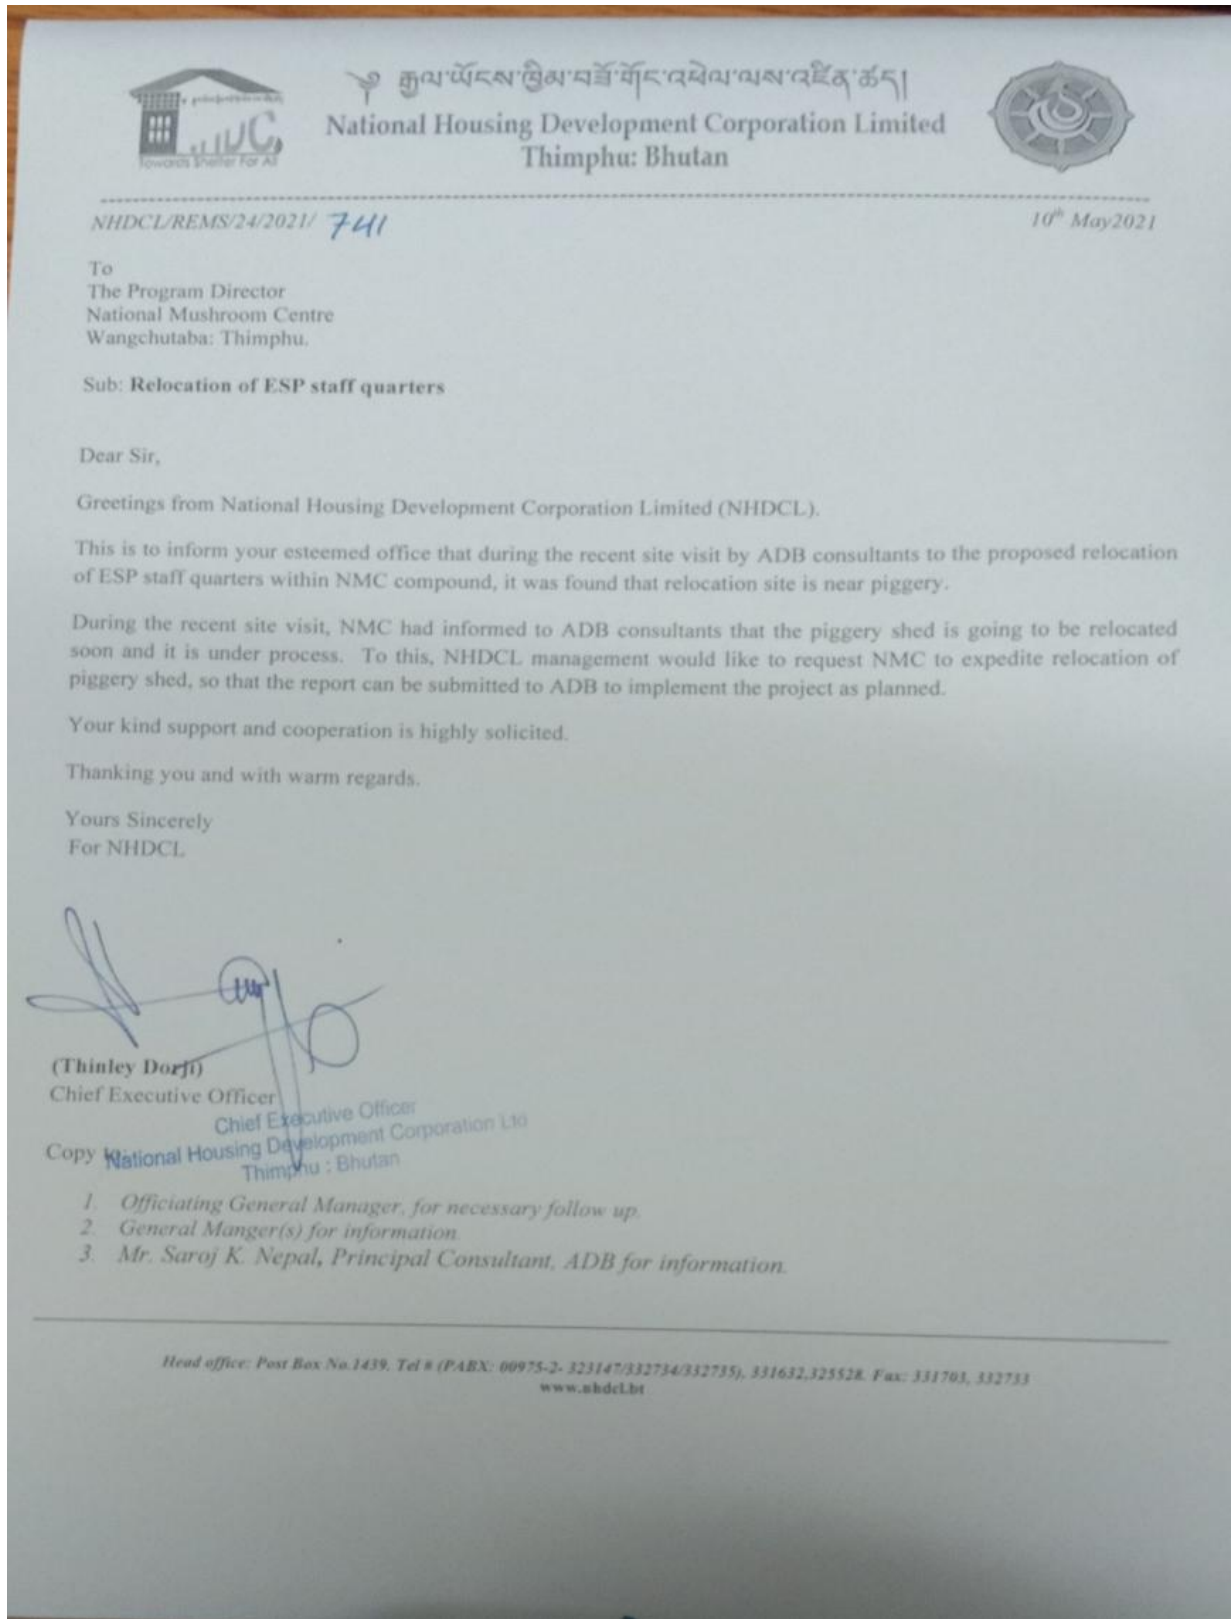 ༄ རྒྱལ་ཡོངས་ཁྱིམ་བཟོ་གོང་འཕེལ་ལས་འཛིན་ཚད།
National Housing Development Corporation Limited
Thimphu: Bhutan
Towards Shelter For All
NHDCL/REMS/24/2021/ 741
10th May2021
To
The Program Director
National Mushroom Centre
Wangchutaba: Thimphu.
Sub: Relocation of ESP staff quarters
Dear Sir,
Greetings from National Housing Development Corporation Limited (NHDCL).
This is to inform your esteemed office that during the recent site visit by ADB consultants to the proposed relocation
of ESP staff quarters within NMC compound, it was found that relocation site is near piggery.
During the recent site visit, NMC had informed to ADB consultants that the piggery shed is going to be relocated
soon and it is under process. To this, NHDCL management would like to request NMC to expedite relocation of
piggery shed, so that the report can be submitted to ADB to implement the project as planned.
Your kind support and cooperation is highly solicited.
Thanking you and with warm regards.
Yours Sincerely
For NHDCL
(Thinley Dorji)
Chief Executive Officer
Chief Executive Officer
National Housing Development Corporation Ltd
Thimphu : Bhutan
Copy
1. Officiating General Manager, for necessary follow up.
2. General Manger(s) for information.
3. Mr. Saroj K. Nepal, Principal Consultant, ADB for information.
Head office: Post Box No.1439, Tel # (PABX: 00975-2- 323147/332734/332735), 331632,325528. Fax: 331703, 332733
www.nhdcl.bt